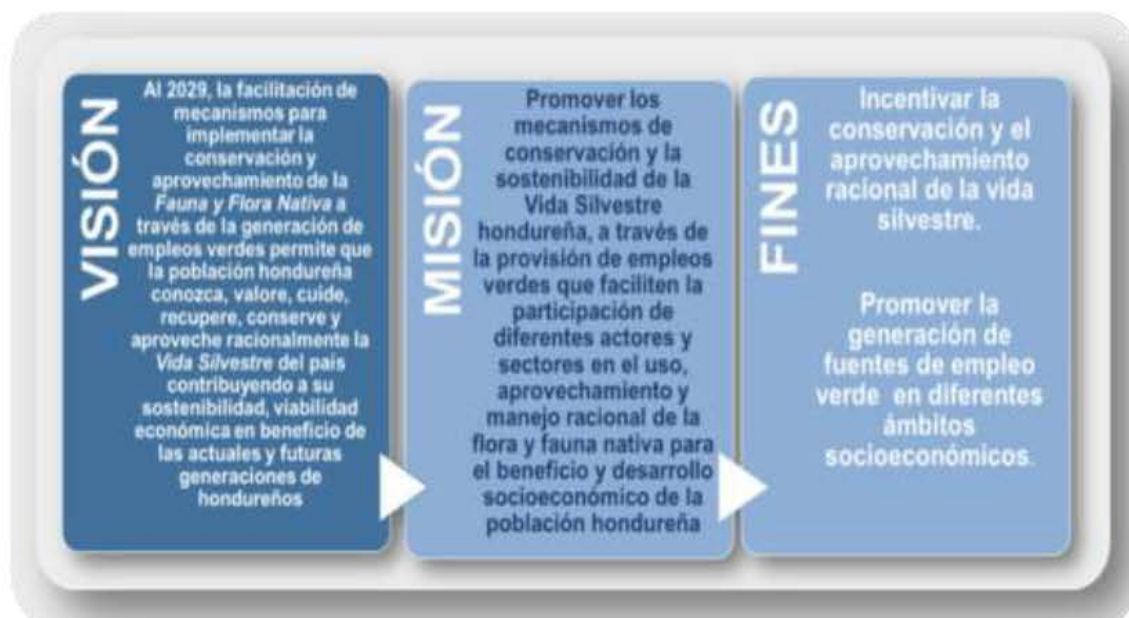 VISIÓN
Al 2029, la facilitación de
mecanismos para
implementar la
conservación y
aprovechamiento de la
Fauna y Flora Nativa a
través de la generación de
empleos verdes permite que
la población hondureña
conozca, valore, cuide,
recupere, conserve y
aproveche racionalmente la
Vida Silvestre del país
contribuyendo a su
sostenibilidad, viabilidad
económica en beneficio de
las actuales y futuras
generaciones de
hondureños
MISIÓN
Promover los
mecanismos de
conservación y la
sostenibilidad de la
Vida Silvestre
hondureña, a través de
la provisión de empleos
verdes que faciliten la
participación de
diferentes actores y
sectores en el uso,
aprovechamiento y
manejo racional de la
flora y fauna nativa para
el beneficio y desarrollo
socioeconómico de la
población hondureña
FINES
Incentivar la
conservación y el
aprovechamiento
racional de la vida
silvestre.
Promover la
generación de
fuentes de empleo
verde en diferentes
ámbitos
socioeconómicos.